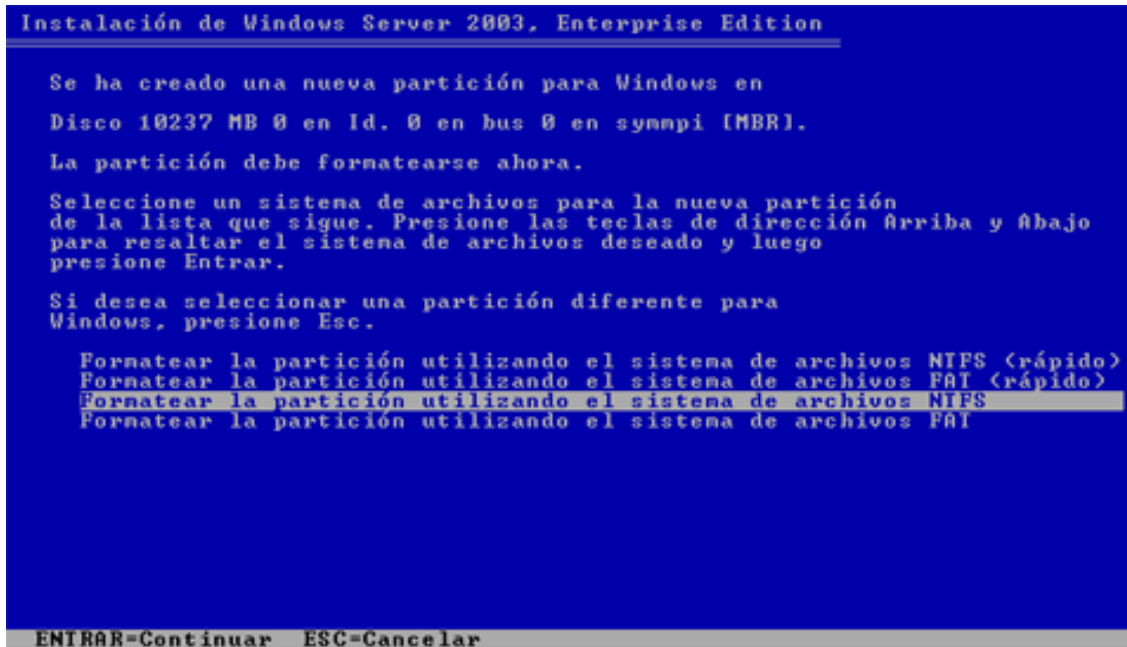 Instalación de Windows Server 2003, Enterprise Edition
Se ha creado una nueva partición para Windows en
Disco 10237 MB 0 en Id. 0 en bus 0 en symmpi [MBR].
La partición debe formatearse ahora.
Seleccione un sistema de archivos para la nueva partición
de la lista que sigue. Presione las teclas de dirección Arriba y Abajo
para resaltar el sistema de archivos deseado y luego
presione Entrar.
Si desea seleccionar una partición diferente para
Windows, presione Esc.
Formatear la partición utilizando el sistema de archivos NTFS (rápido)
Formatear la partición utilizando el sistema de archivos FAT (rápido)
Formatear la partición utilizando el sistema de archivos NTFS
Formatear la partición utilizando el sistema de archivos FAT
ENTRAR=Continuar ESC=Cancelar